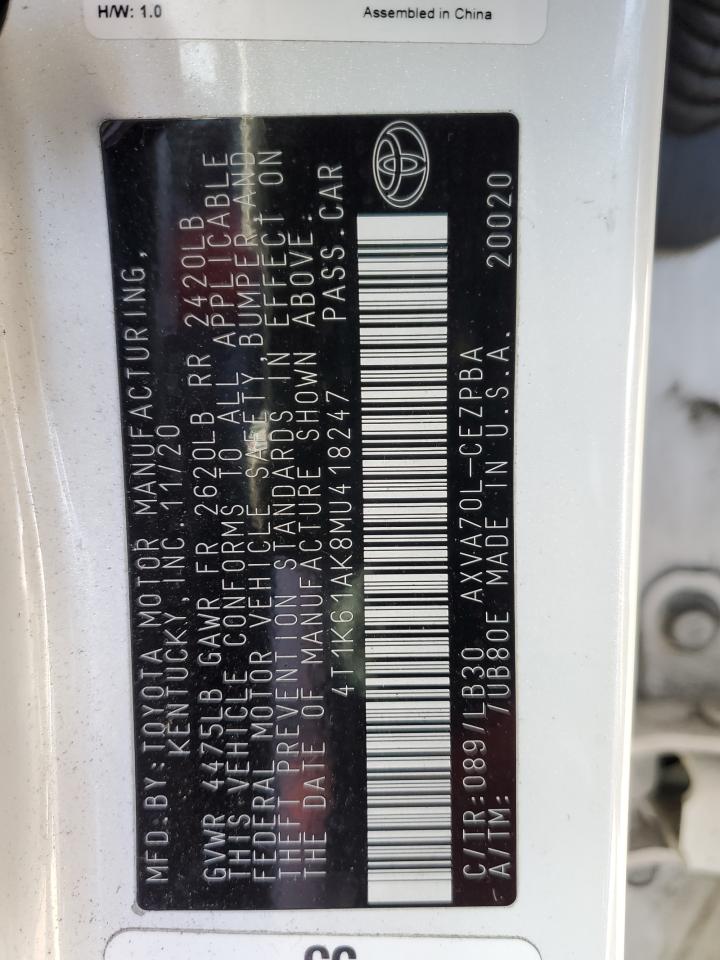 H/W: 1.0 Assembled in China
MFD.BY:TOYOTA MOTOR MANUFACTURING,
KENTUCKY,INC. 11/20
GVWR 4475LB GAWR FR 2620LB RR 2420LB
THIS VEHICLE CONFORMS TO ALL APPLICABLE
FEDERAL MOTOR VEHICLE SAFETY,BUMPER,AND
THEFT PREVENTION STANDARDS IN EFFECT ON
THE DATE OF MANUFACTURE SHOWN ABOVE.
4T1K61AK8MU418247 PASS.CAR
C/TR:089/LB30 AXVA70L-CEZPBA
A/TM: /UB80E MADE IN U.S.A. 20020